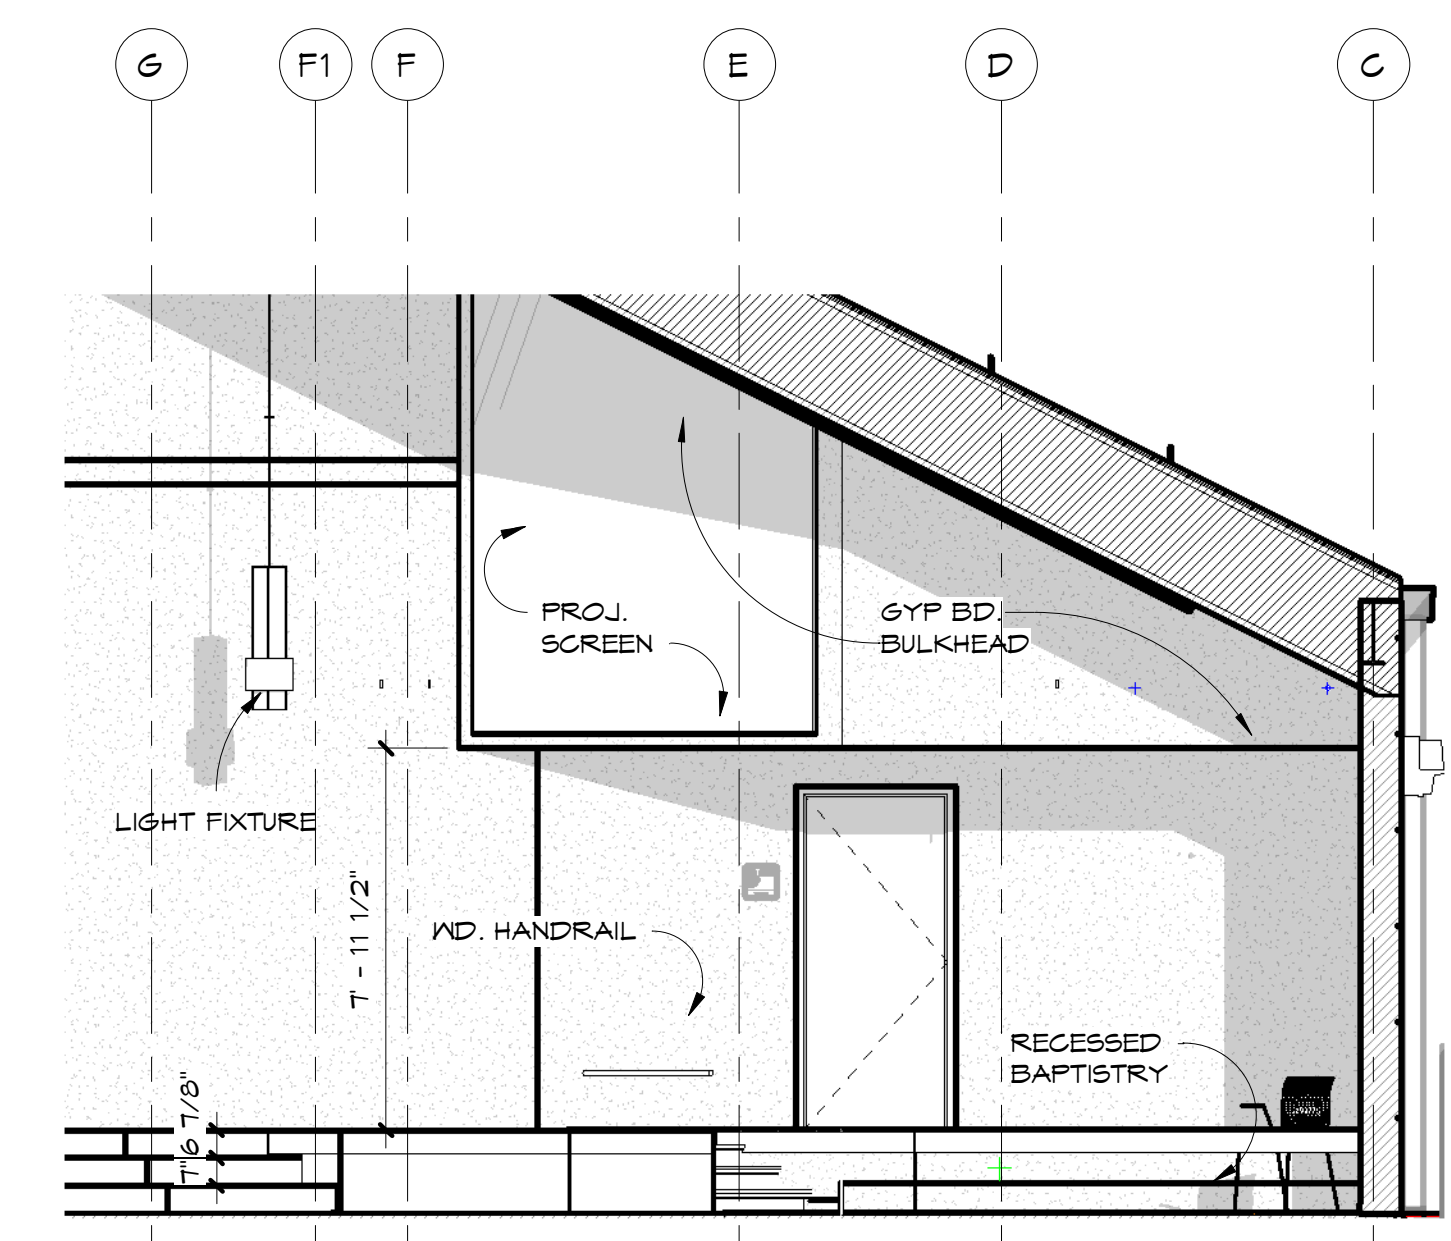 G
F1
F
E
D
C
PROJ.
SCREEN
GYP BD.
BULKHEAD
LIGHT FIXTURE
7' - 11 1/2"
WD. HANDRAIL
RECESSED
BAPTISTRY
6 7/8"
7"